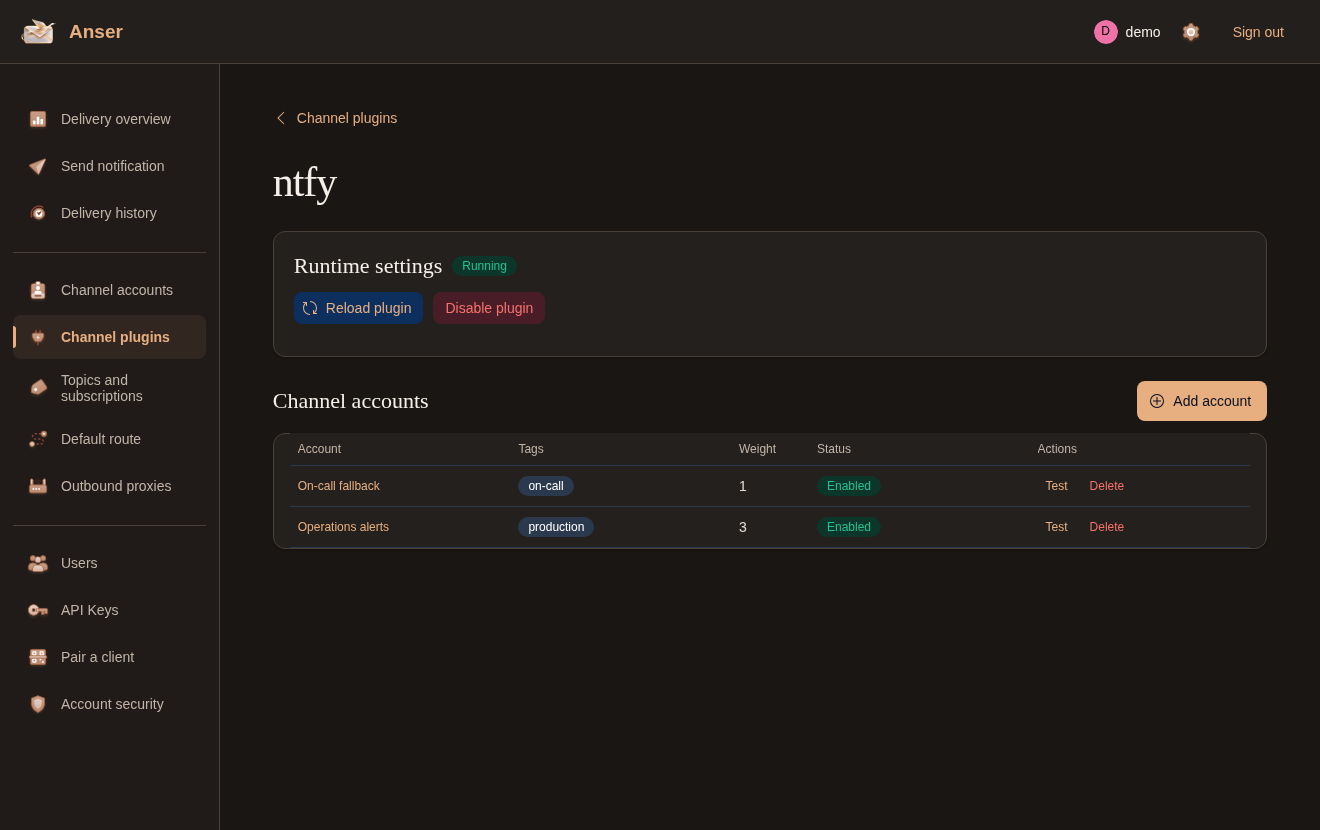 Anser
D demo
Sign out
Delivery overview
Send notification
Delivery history
Channel accounts
Channel plugins
Topics and
subscriptions
Default route
Outbound proxies
Users
API Keys
Pair a client
Account security
Channel plugins
ntfy
Runtime settings Running
Reload plugin Disable plugin
Channel accounts Add account
Account Tags Weight Status Actions
On-call fallback on-call 1 Enabled Test Delete
Operations alerts production 3 Enabled Test Delete